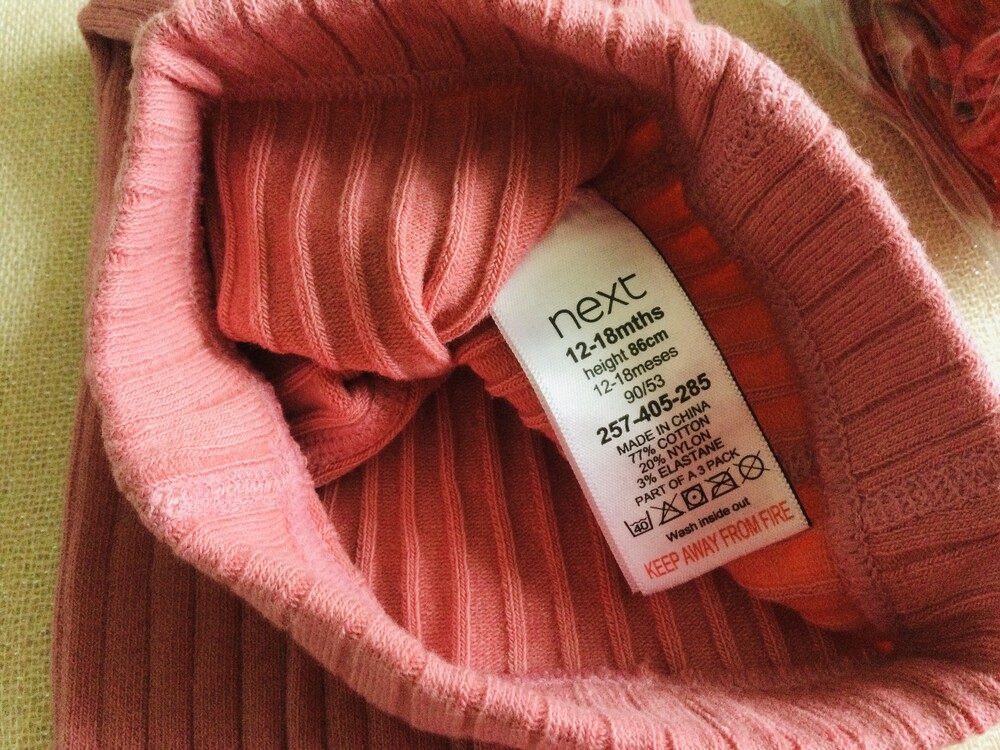 next
12-18mths
height 86cm
12-18meses
90/53
257-405-285
MADE IN CHINA
77% COTTON
20% NYLON
3% ELASTANE
PART OF A 3 PACK
40
Wash inside out
KEEP AWAY FROM FIRE